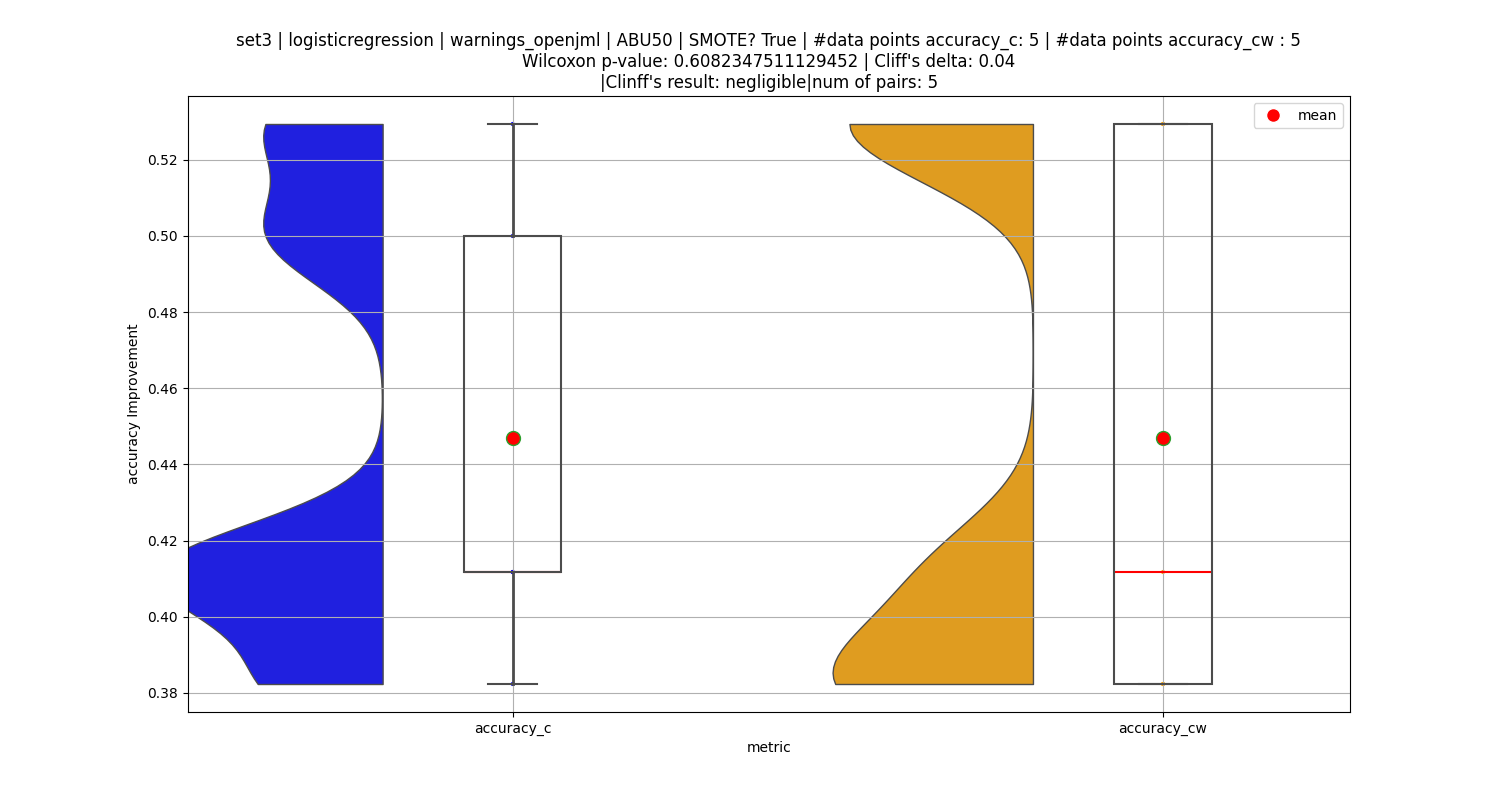 set3 | logisticregression | warnings_openjml | ABU50 | SMOTE? True | #data points accuracy_c: 5 | #data points accuracy_cw : 5
Wilcoxon p-value: 0.6082347511129452 | Cliff's delta: 0.04
|Clinff's result: negligible|num of pairs: 5
mean
accuracy Improvement
0.52
0.50
0.48
0.46
0.44
0.42
0.40
0.38
accuracy_c
accuracy_cw
metric